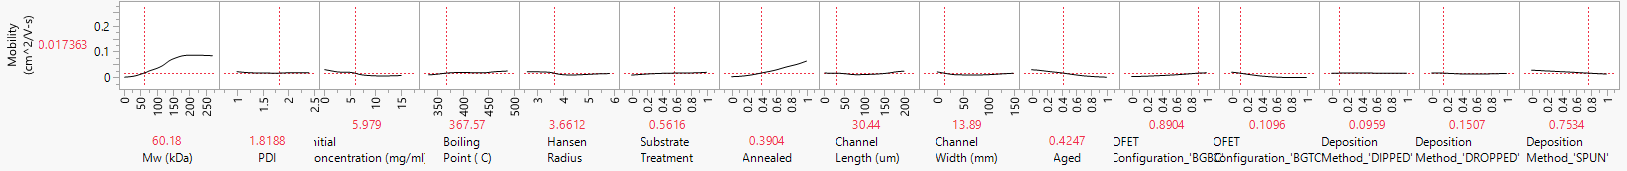 Mobility
(cm^2/V-s)
0.017363
0.2
0.1
0
0 50 100 150 200 250
1 1.5 2 2.5
0 5 10 15
350 400 450 500
3 4 5 6
0 0.2 0.4 0.6 0.8 1
0 0.2 0.4 0.6 0.8 1
0 50 100 150 200
0 50 100 150
0 0.2 0.4 0.6 0.8 1
0 0.2 0.4 0.6 0.8 1
0 0.2 0.4 0.6 0.8 1
0 0.2 0.4 0.6 0.8 1
0 0.2 0.4 0.6 0.8 1
0 0.2 0.4 0.6 0.8 1
60.18
Mw (kDa)
1.8188
PDI
5.979
nitial
oncentration (mg/ml
367.57
Boiling
Point ( C)
3.6612
Hansen
Radius
0.5616
Substrate
Treatment
0.3904
Annealed
30.44
Channel
Length (um)
13.89
Channel
Width (mm)
0.4247
Aged
0.8904
OFET
Configuration_'BGBC
0.1096
OFET
Configuration_'BGTC
0.0959
Deposition
Method_'DIPPED'
0.1507
Deposition
Method_'DROPPED'
0.7534
Deposition
Method_'SPUN'